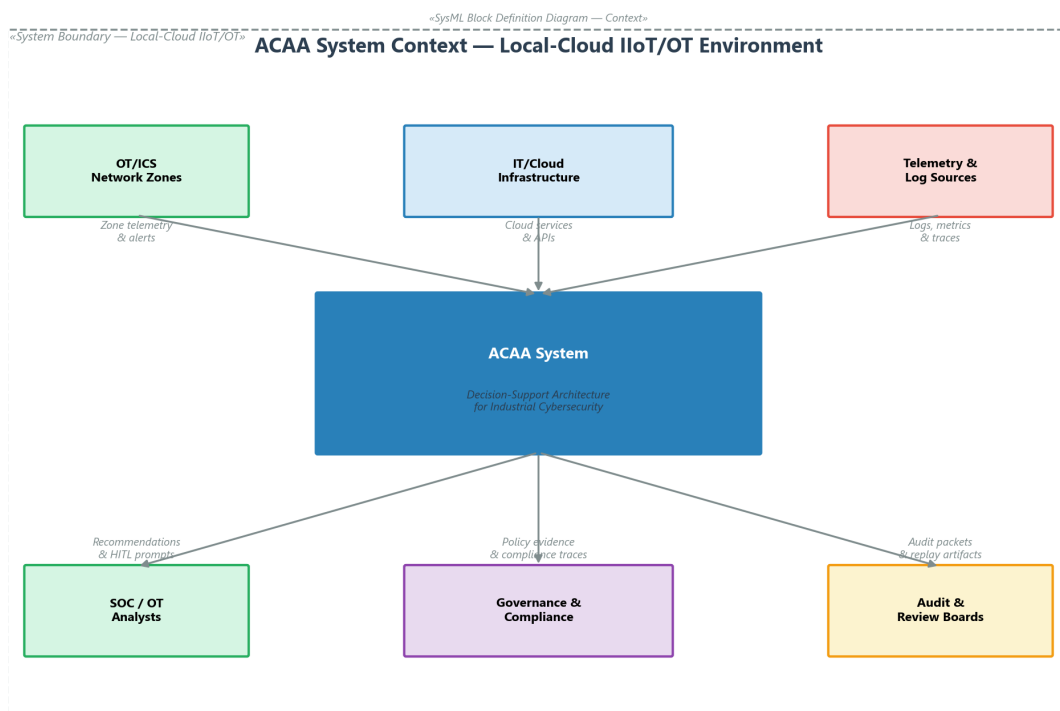 «SysML Block Definition Diagram — Context»
«System Boundary — Local-Cloud IIoT/OT»
ACAA System Context — Local-Cloud IIoT/OT Environment
OT/ICS
Network Zones
IT/Cloud
Infrastructure
Telemetry &
Log Sources
Zone telemetry
& alerts
Cloud services
& APIs
Logs, metrics
& traces
ACAA System
Decision-Support Architecture
for Industrial Cybersecurity
Recommendations
& HITL prompts
Policy evidence
& compliance traces
Audit packets
& replay artifacts
SOC / OT
Analysts
Governance &
Compliance
Audit &
Review Boards